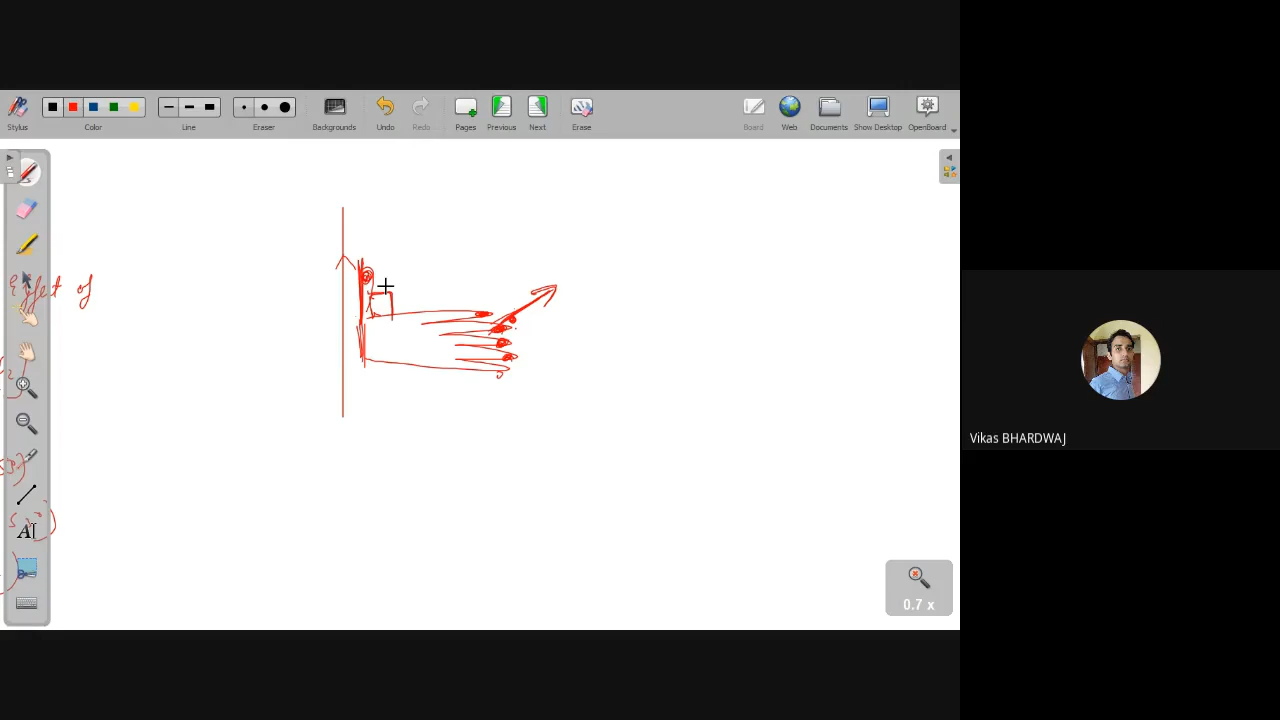 Stylus
Color
Line
Eraser
Backgrounds
Undo
Redo
Pages
Previous
Next
Erase
Board
Web
Documents
Show Desktop
OpenBoard
Effet of
A
Vikas BHARDWAJ
0.7 x